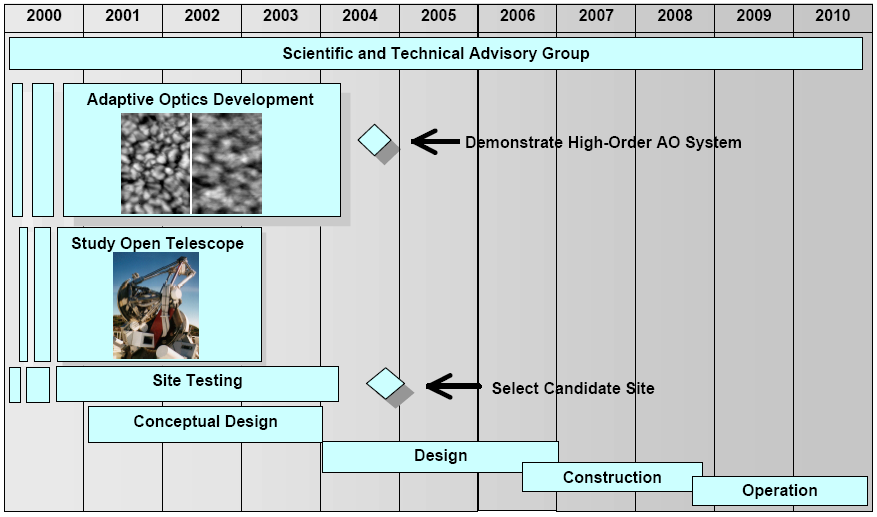 2000 2001 2002 2003 2004 2005 2006 2007 2008 2009 2010
Scientific and Technical Advisory Group
Adaptive Optics Development
Demonstrate High-Order AO System
Study Open Telescope
Site Testing
Select Candidate Site
Conceptual Design
Design
Construction
Operation